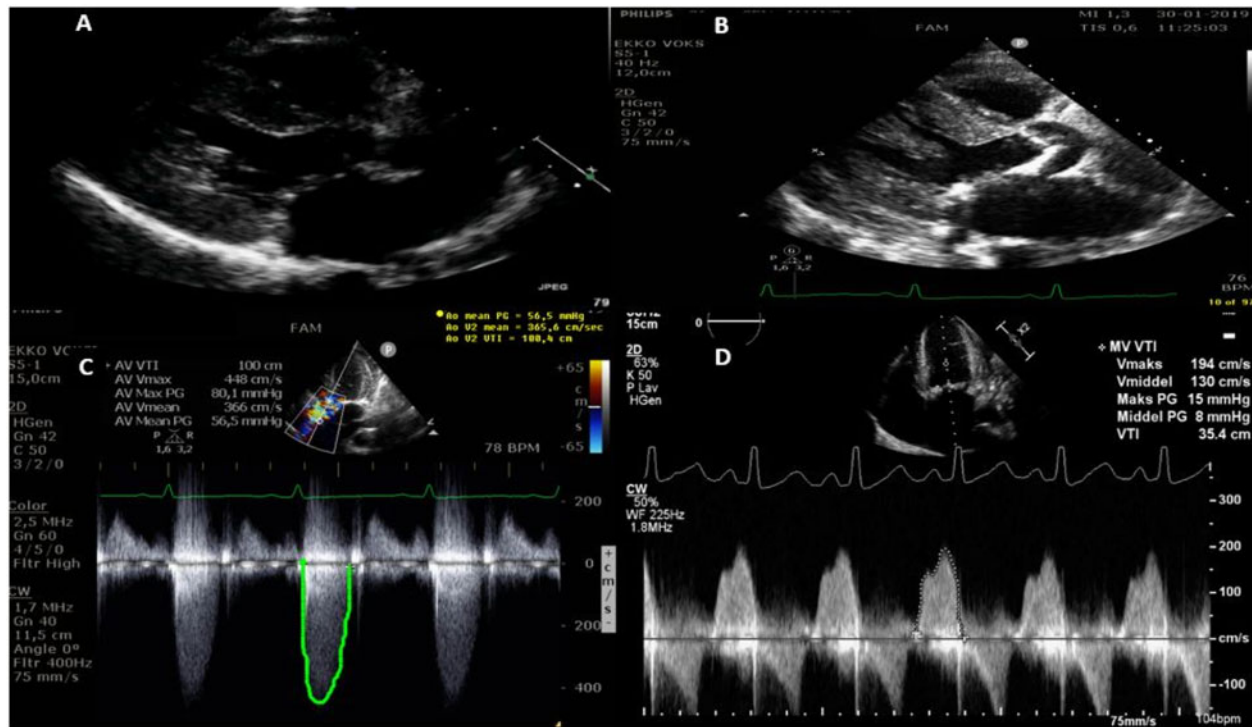 A
JPEG
PHILIPS
MI 1,3 30-01-2019
TIS 0,6 11:25:03
FAM
B
P
EKKO VOKS
S5-1
40 Hz
12,0cm
2D
HGen
Gn 42
C 50
3/2/0
75 mm/s
G
P R
1,6 3,2
76
BPM
79
Ao mean PG = 56,5 mmHg
Ao V2 mean = 365,6 cm/sec
Ao V2 VTI = 100,4 cm
FAM
EKKO VOKS
S5-1
15,0cm
2D
HGen
Gn 42
C 50
3/2/0
Color
2,5 MHz
Gn 60
4/5/0
Fltr High
CW
1,7 MHz
Gn 40
11,5 cm
Angle 0°
Fltr 400Hz
75 mm/s
C
AV VTI 100 cm
AV Vmax 448 cm/s
AV Max PG 80,1 mmHg
AV Vmean 366 cm/s
AV Mean PG 56,5 mmHg
P R
1,6 3,2
P
+65
cm/s
-65
78 BPM
200
0
+cm/s-
-200
-400
15cm
2D
63%
K 50
P Lav
HGen
0
D
MV VTI
Vmaks 194 cm/s
Vmiddel 130 cm/s
Maks PG 15 mmHg
Middel PG 8 mmHg
VTI 35.4 cm
CW
50%
WF 225Hz
1.8MHz
300
200
100
cm/s
-100
75mm/s
104bpm